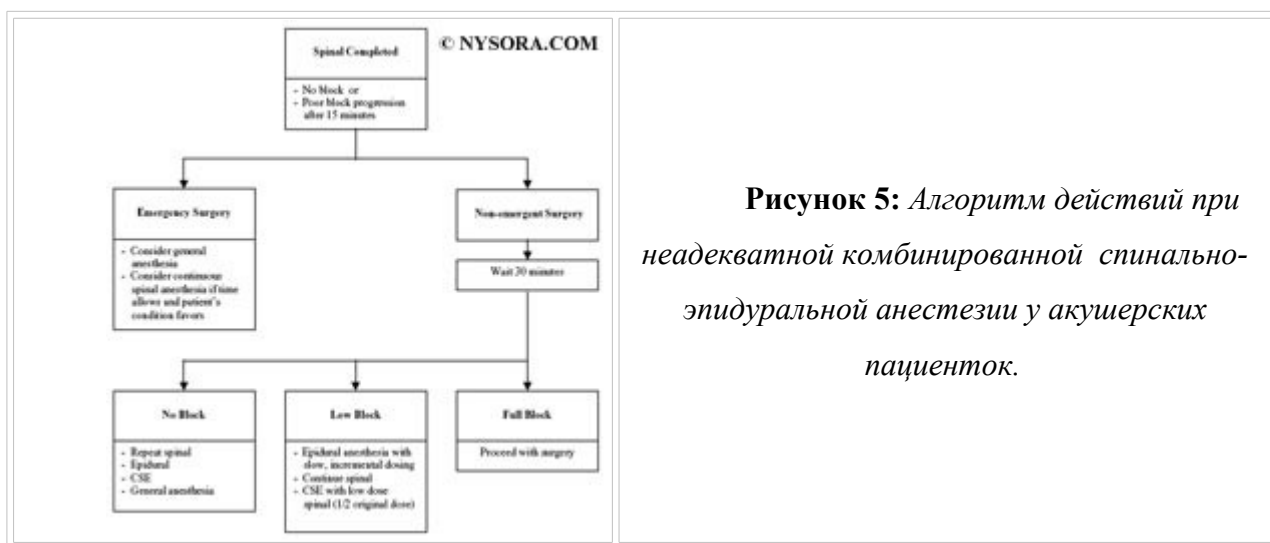 © NYSORA.COM
Spinal Completed
- No block or
- Poor block progression
after 15 minutes
Emergency Surgery
- Consider general
anesthesia
- Consider continuous
spinal anesthesia if time
allows and patient's
condition favors
Non-emergent Surgery
Wait 30 minutes
No Block
- Repeat spinal
- Epidural
- CSE
- General anesthesia
Low Block
- Epidural anesthesia with
slow, incremental dosing
- Continue spinal
- CSE with low dose
spinal (1/2 original dose)
Full Block
Proceed with surgery
Рисунок 5: Алгоритм действий при
неадекватной комбинированной спинально-
эпидуральной анестезии у акушерских
пациенток.